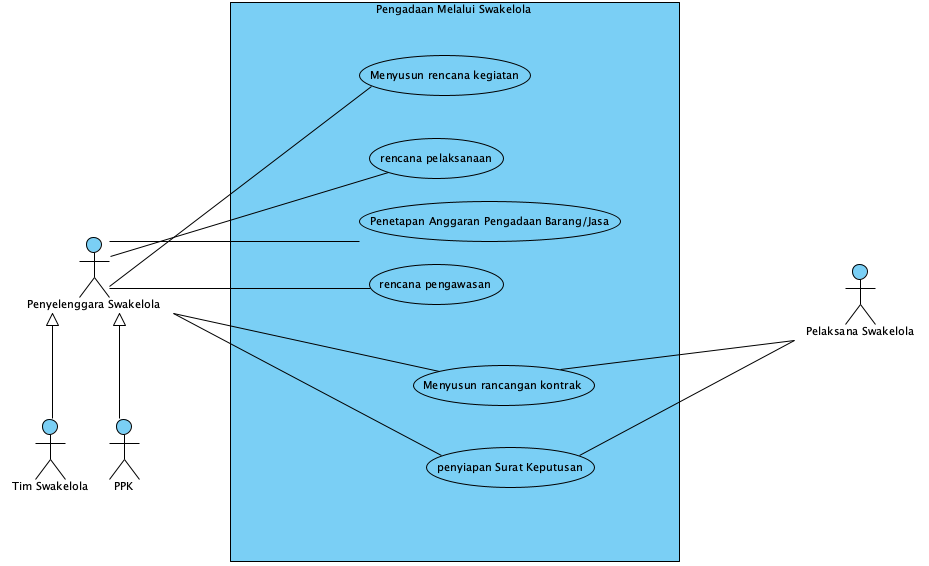 Pengadaan Melalui Swakelola
Menyusun rencana kegiatan
rencana pelaksanaan
Penetapan Anggaran Pengadaan Barang/Jasa
rencana pengawasan
Penyelenggara Swakelola
Pelaksana Swakelola
Menyusun rancangan kontrak
penyiapan Surat Keputusan
Tim Swakelola
PPK